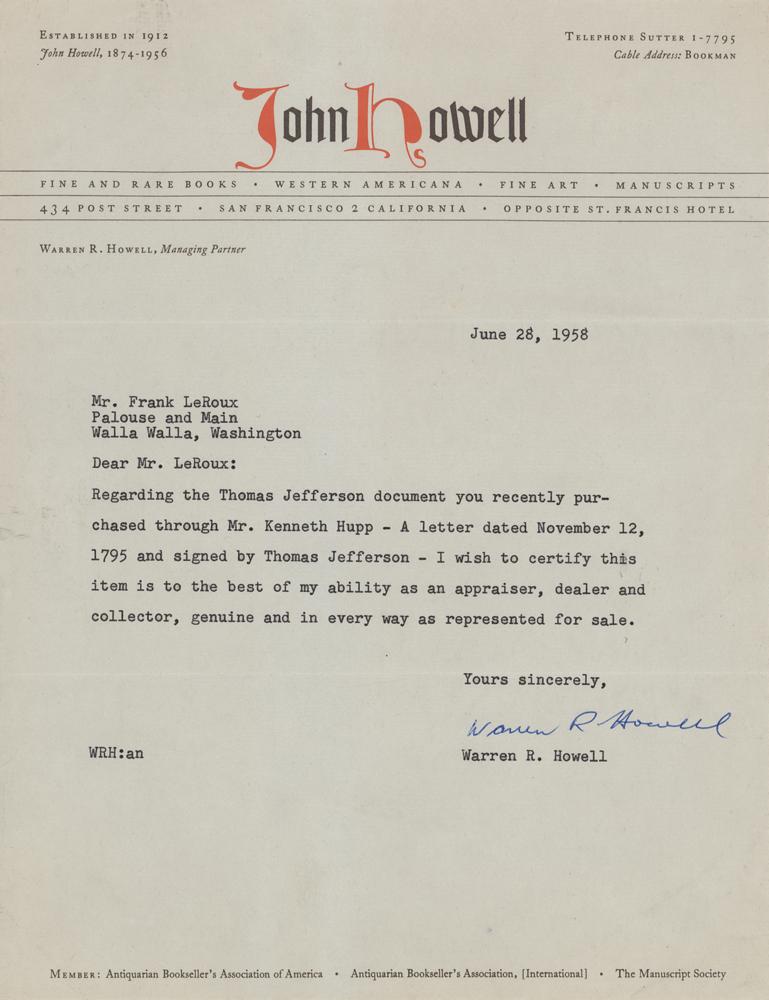 Established in 1912
John Howell, 1874-1956
Telephone Sutter 1-7795
Cable Address: Bookman
John Howell
FINE AND RARE BOOKS • WESTERN AMERICANA • FINE ART • MANUSCRIPTS
434 POST STREET • SAN FRANCISCO 2 CALIFORNIA • OPPOSITE ST. FRANCIS HOTEL
Warren R. Howell, Managing Partner
June 28, 1958
Mr. Frank LeRoux
Palouse and Main
Walla Walla, Washington
Dear Mr. LeRoux:
Regarding the Thomas Jefferson document you recently pur-
chased through Mr. Kenneth Hupp - A letter dated November 12,
1795 and signed by Thomas Jefferson - I wish to certify this
item is to the best of my ability as an appraiser, dealer and
collector, genuine and in every way as represented for sale.
Yours sincerely,
Warren R Howell
WRH:an
Warren R. Howell
Member: Antiquarian Bookseller's Association of America • Antiquarian Bookseller's Association, [International] • The Manuscript Society